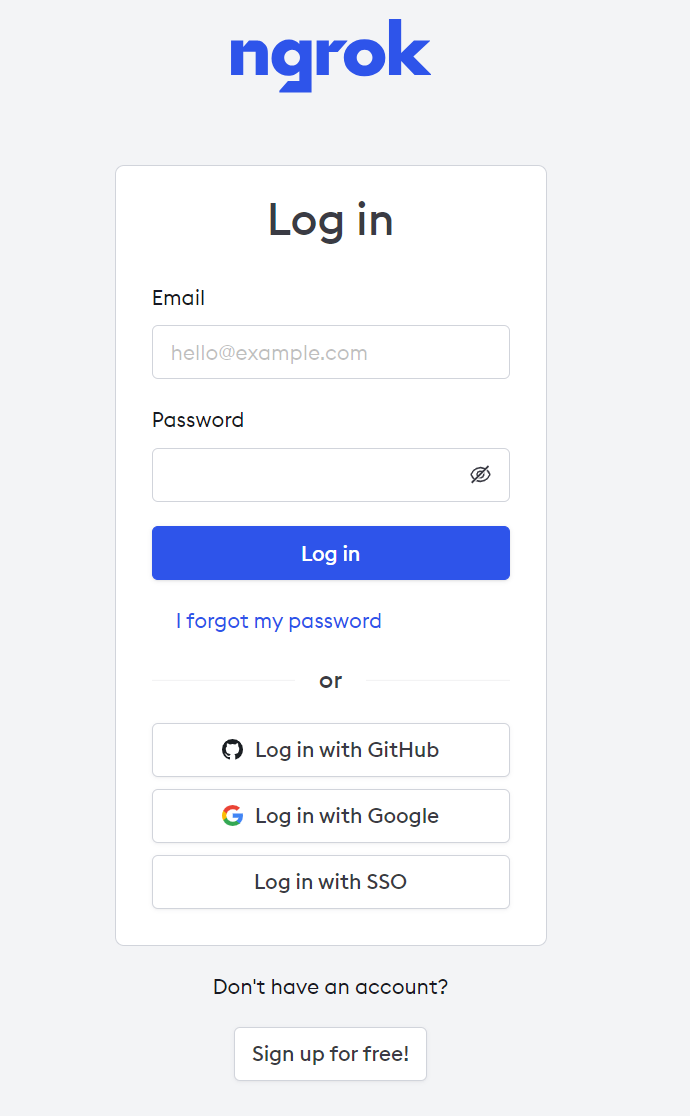 ngrok
Log in
Email
hello@example.com
Password
Log in
I forgot my password
or
Log in with GitHub
Log in with Google
Log in with SSO
Don't have an account?
Sign up for free!